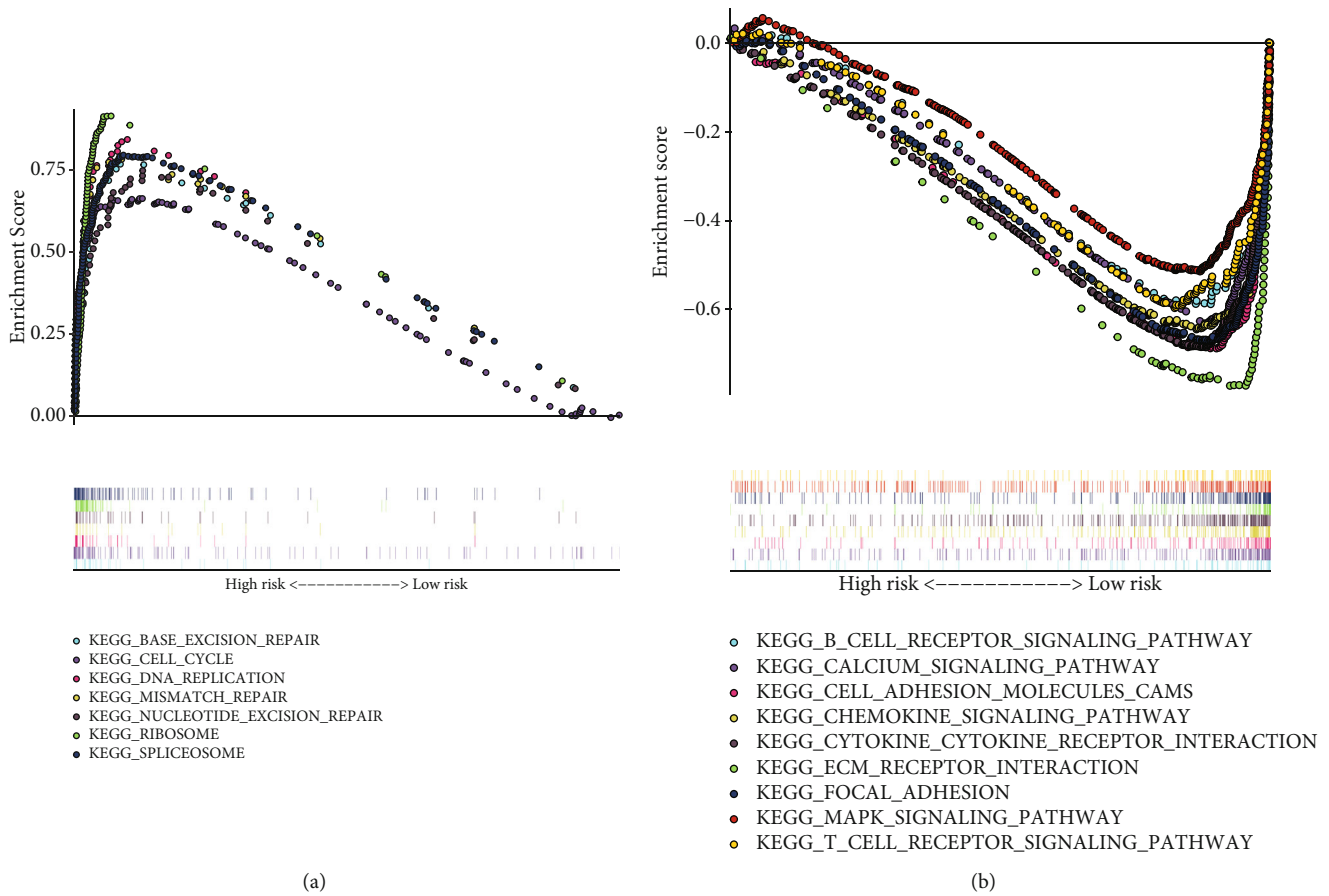 Enrichment Score
0.75
0.50
0.25
0.00
High risk <-----------> Low risk
KEGG_BASE_EXCISION_REPAIR
KEGG_CELL_CYCLE
KEGG_DNA_REPLICATION
KEGG_MISMATCH_REPAIR
KEGG_NUCLEOTIDE_EXCISION_REPAIR
KEGG_RIBOSOME
KEGG_SPLICEOSOME
(a)
Enrichment score
0.0
−0.2
−0.4
−0.6
High risk <-----------> Low risk
KEGG_B_CELL_RECEPTOR_SIGNALING_PATHWAY
KEGG_CALCIUM_SIGNALING_PATHWAY
KEGG_CELL_ADHESION_MOLECULES_CAMS
KEGG_CHEMOKINE_SIGNALING_PATHWAY
KEGG_CYTOKINE_CYTOKINE_RECEPTOR_INTERACTION
KEGG_ECM_RECEPTOR_INTERACTION
KEGG_FOCAL_ADHESION
KEGG_MAPK_SIGNALING_PATHWAY
KEGG_T_CELL_RECEPTOR_SIGNALING_PATHWAY
(b)